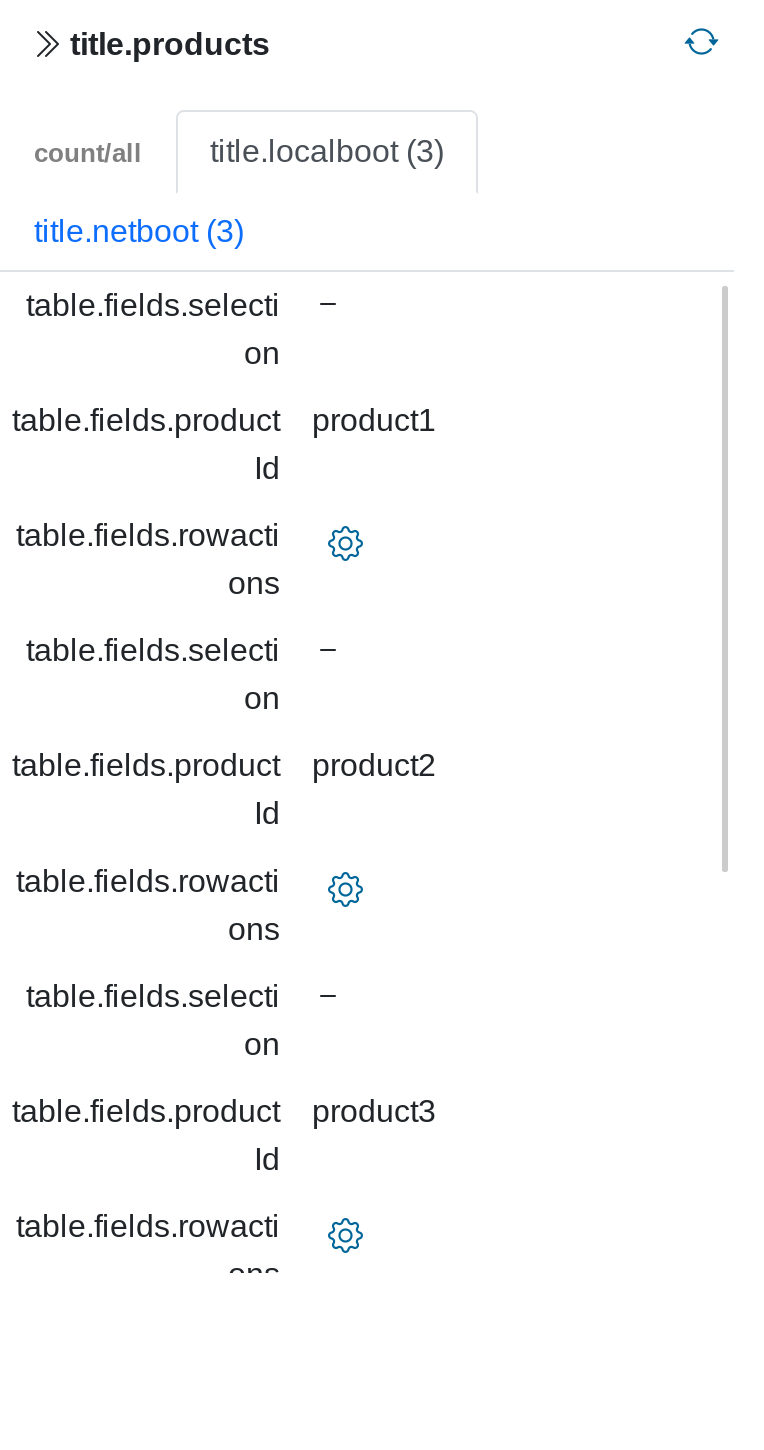 title.products
count/all
title.localboot (3)
title.netboot (3)
table.fields.selecti –
on
table.fields.product product1
Id
table.fields.rowacti
ons
table.fields.selecti –
on
table.fields.product product2
Id
table.fields.rowacti
ons
table.fields.selecti –
on
table.fields.product product3
Id
table.fields.rowacti
ons